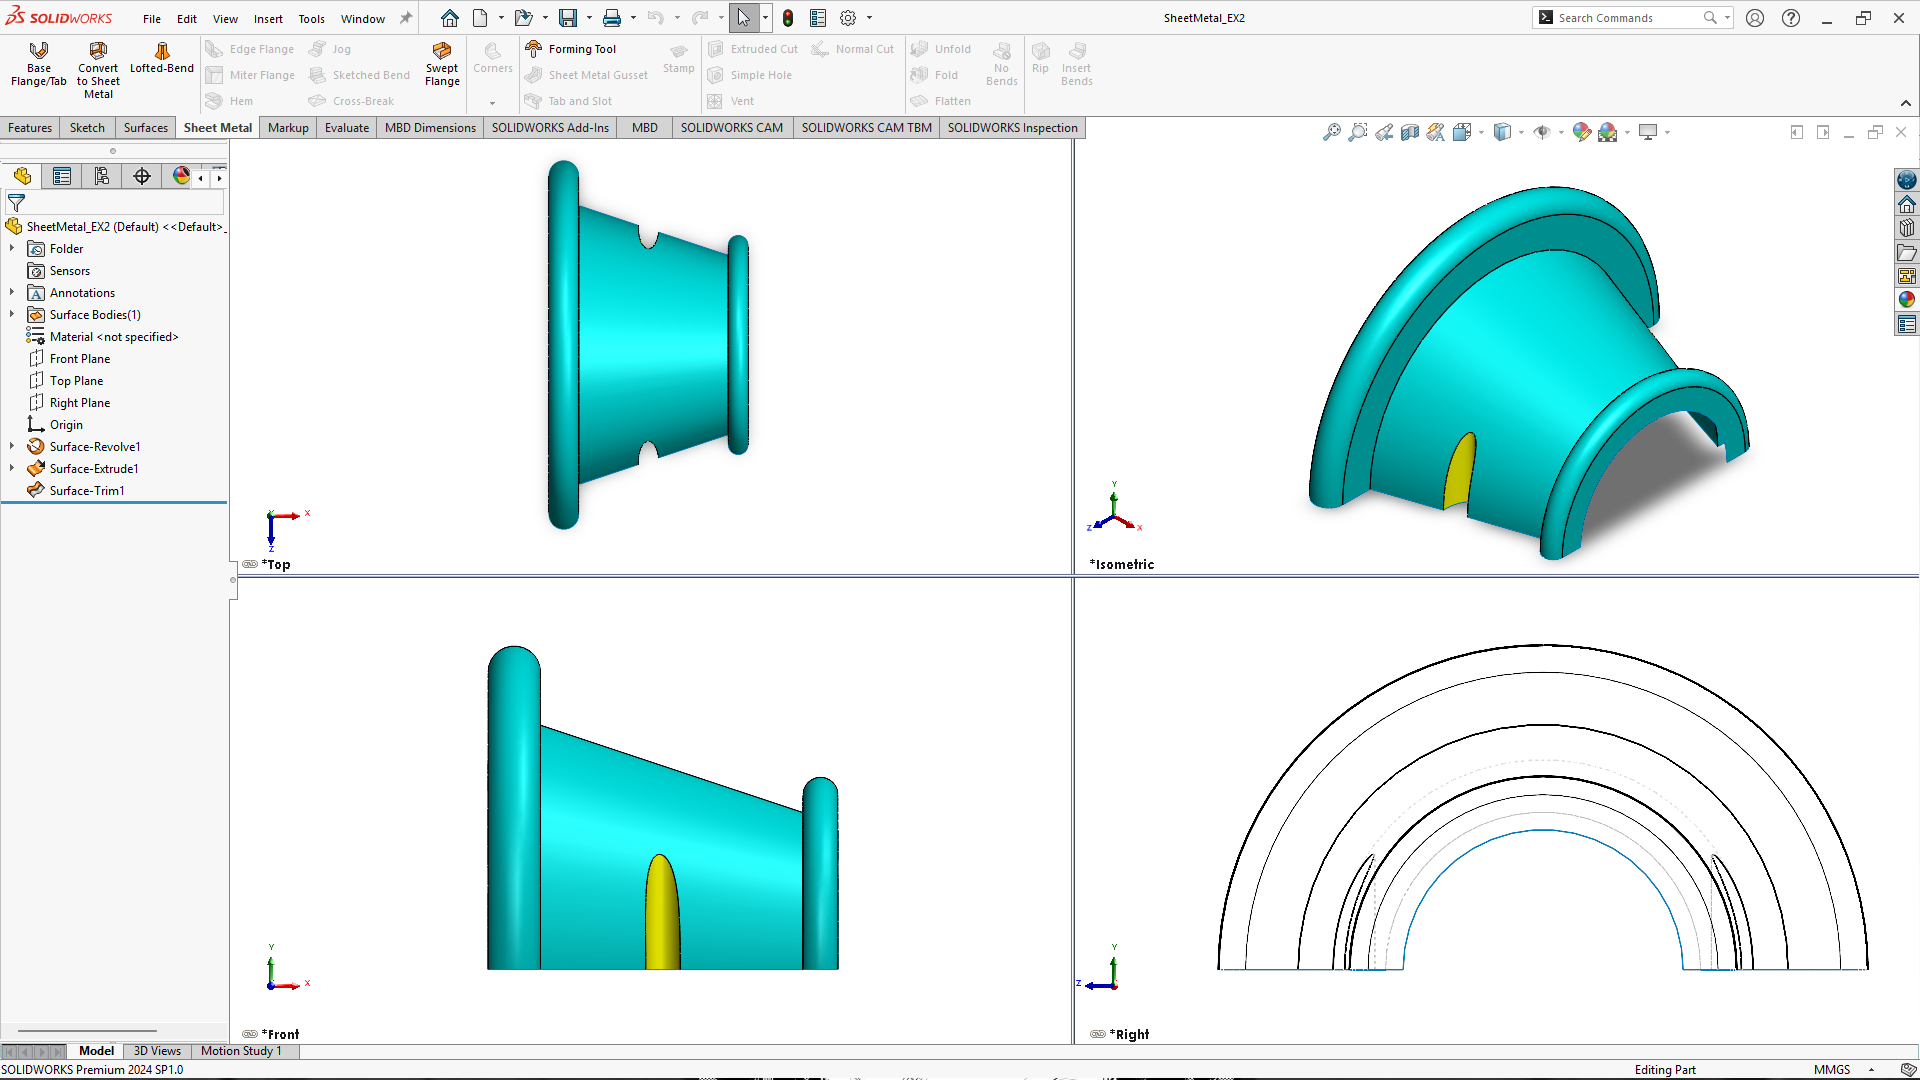 SOLIDWORKS File Edit View Insert Tools Window SheetMetal_EX2 Search Commands
Base Flange/Tab
Convert to Sheet Metal
Lofted-Bend
Edge Flange
Miter Flange
Hem
Jog
Sketched Bend
Cross-Break
Swept Flange
Corners
Forming Tool
Sheet Metal Gusset
Tab and Slot
Stamp
Extruded Cut
Simple Hole
Vent
Normal Cut
Unfold
Fold
Flatten
No Bends
Rip
Insert Bends
Features Sketch Surfaces Sheet Metal Markup Evaluate MBD Dimensions SOLIDWORKS Add-Ins MBD SOLIDWORKS CAM SOLIDWORKS CAM TBM SOLIDWORKS Inspection
SheetMetal_EX2 (Default) <<Default>_
Folder
Sensors
Annotations
Surface Bodies(1)
Material <not specified>
Front Plane
Top Plane
Right Plane
Origin
Surface-Revolve1
Surface-Extrude1
Surface-Trim1
Y X Z
*Top
Y Z X
*Isometric
Y X
*Front
Y Z
*Right
Model 3D Views Motion Study 1
SOLIDWORKS Premium 2024 SP1.0 Editing Part MMGS